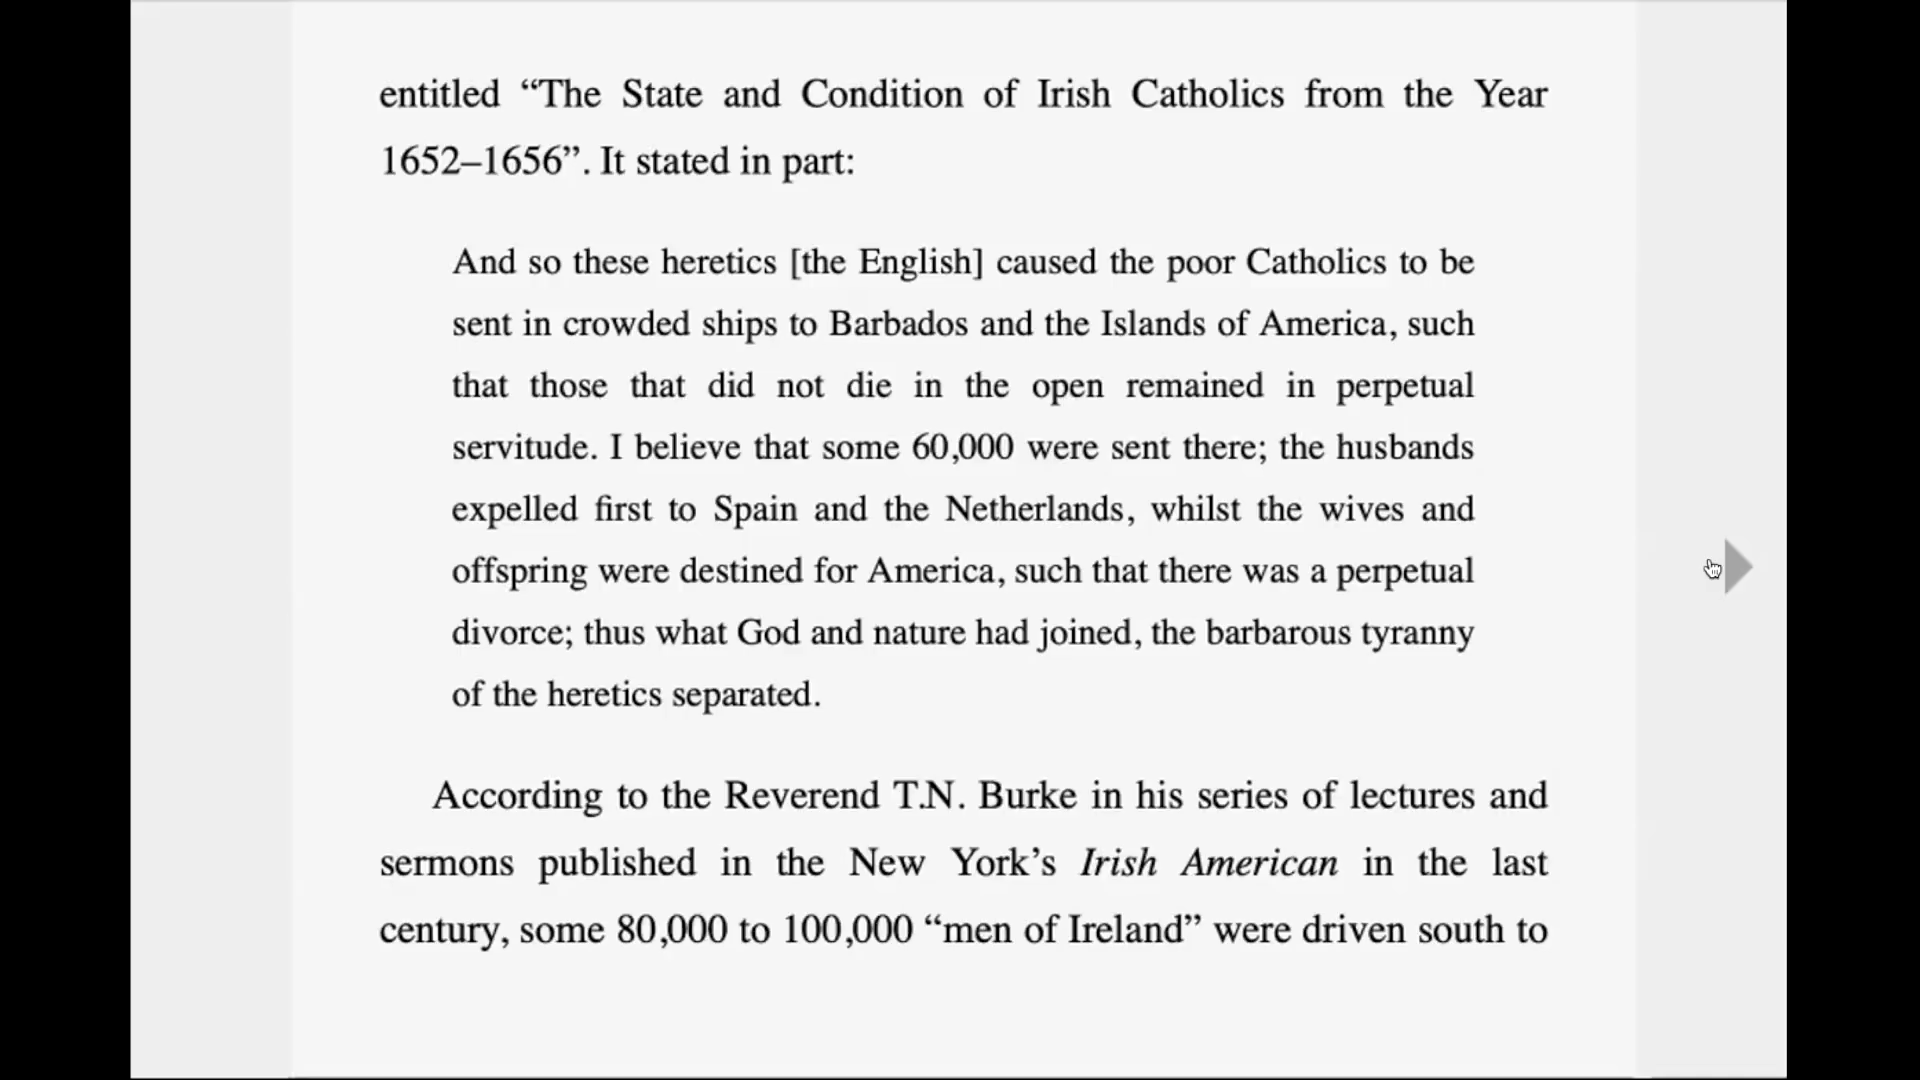 entitled “The State and Condition of Irish Catholics from the Year
1652–1656”. It stated in part:
And so these heretics [the English] caused the poor Catholics to be
sent in crowded ships to Barbados and the Islands of America, such
that those that did not die in the open remained in perpetual
servitude. I believe that some 60,000 were sent there; the husbands
expelled first to Spain and the Netherlands, whilst the wives and
offspring were destined for America, such that there was a perpetual
divorce; thus what God and nature had joined, the barbarous tyranny
of the heretics separated.
According to the Reverend T.N. Burke in his series of lectures and
sermons published in the New York’s Irish American in the last
century, some 80,000 to 100,000 “men of Ireland” were driven south to